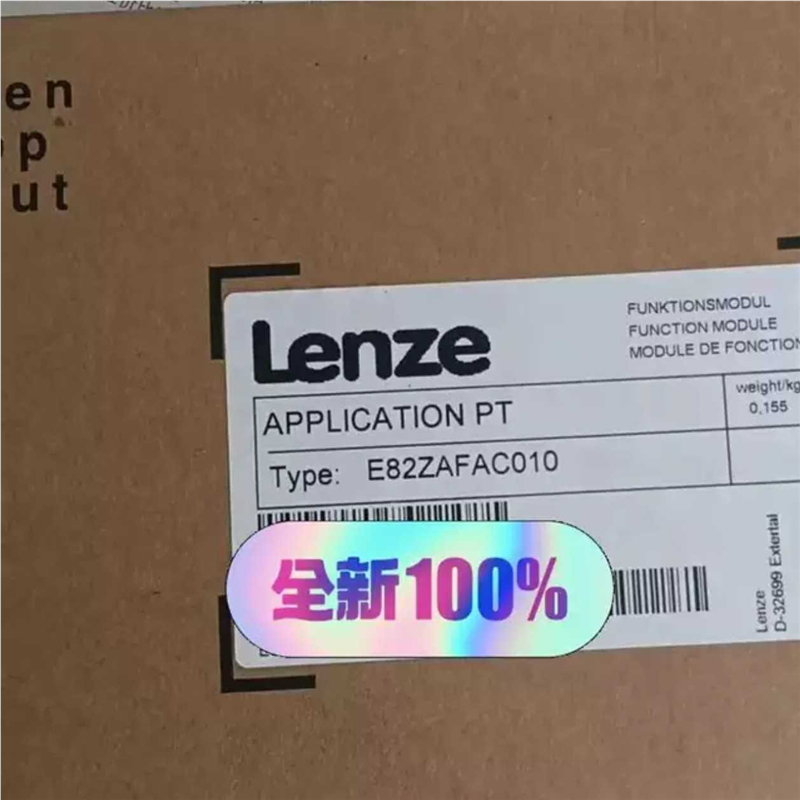 en
p
ut
Lenze
FUNKTIONSMODUL
FUNCTION MODULE
MODULE DE FONCTION
APPLICATION PT
weight/kg
0,155
Type: E82ZAFAC010
全新100%
Lenze
D-32699 Extertal